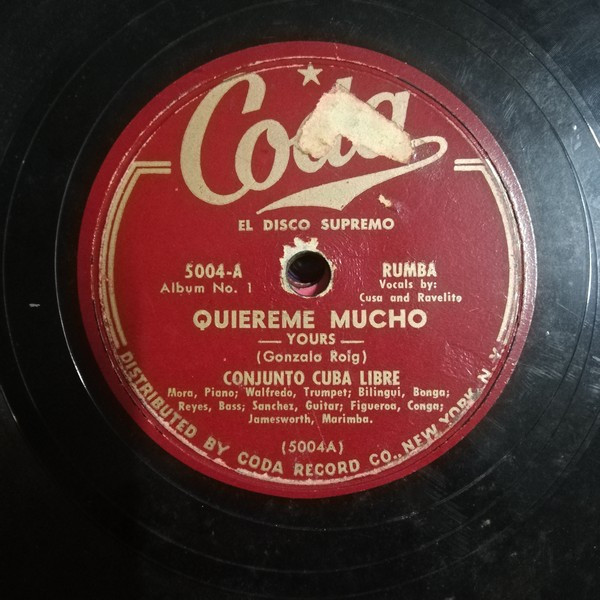 Coda
EL DISCO SUPREMO
5004-A
Album No. 1
RUMBA
Vocals by:
Cusa and Ravelito
QUIEREME MUCHO
— YOURS —
(Gonzalo Roig)
CONJUNTO CUBA LIBRE
Mora, Piano; Walfredo, Trumpet; Bilingui, Bonga;
Reyes, Bass; Sanchez, Guitar; Figueroa, Conga;
Jamesworth, Marimba.
(5004A)
DISTRIBUTED BY CODA RECORD CO., NEW YORK, N.Y.